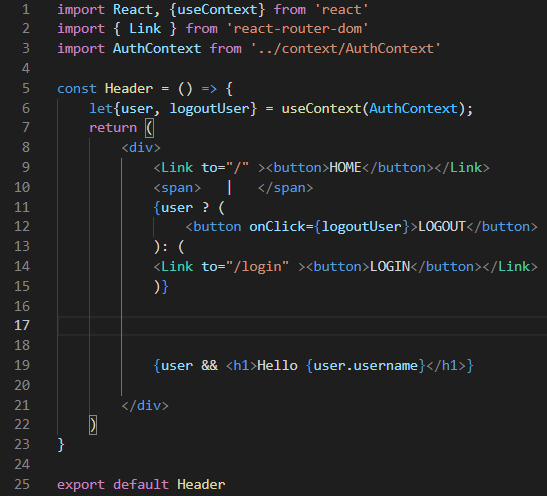 1 import React, {useContext} from 'react'
2 import { Link } from 'react-router-dom'
3 import AuthContext from '../context/AuthContext'
4
5 const Header = () => {
6     let{user, logoutUser} = useContext(AuthContext);
7     return (
8         <div>
9             <Link to="/" ><button>HOME</button></Link>
10             <span>   |   </span>
11             {user ? (
12                 <button onClick={logoutUser}>LOGOUT</button>
13             ): (
14             <Link to="/login" ><button>LOGIN</button></Link>
15             )}
16
17
18
19             {user && <h1>Hello {user.username}</h1>}
20
21         </div>
22     )
23 }
24
25 export default Header